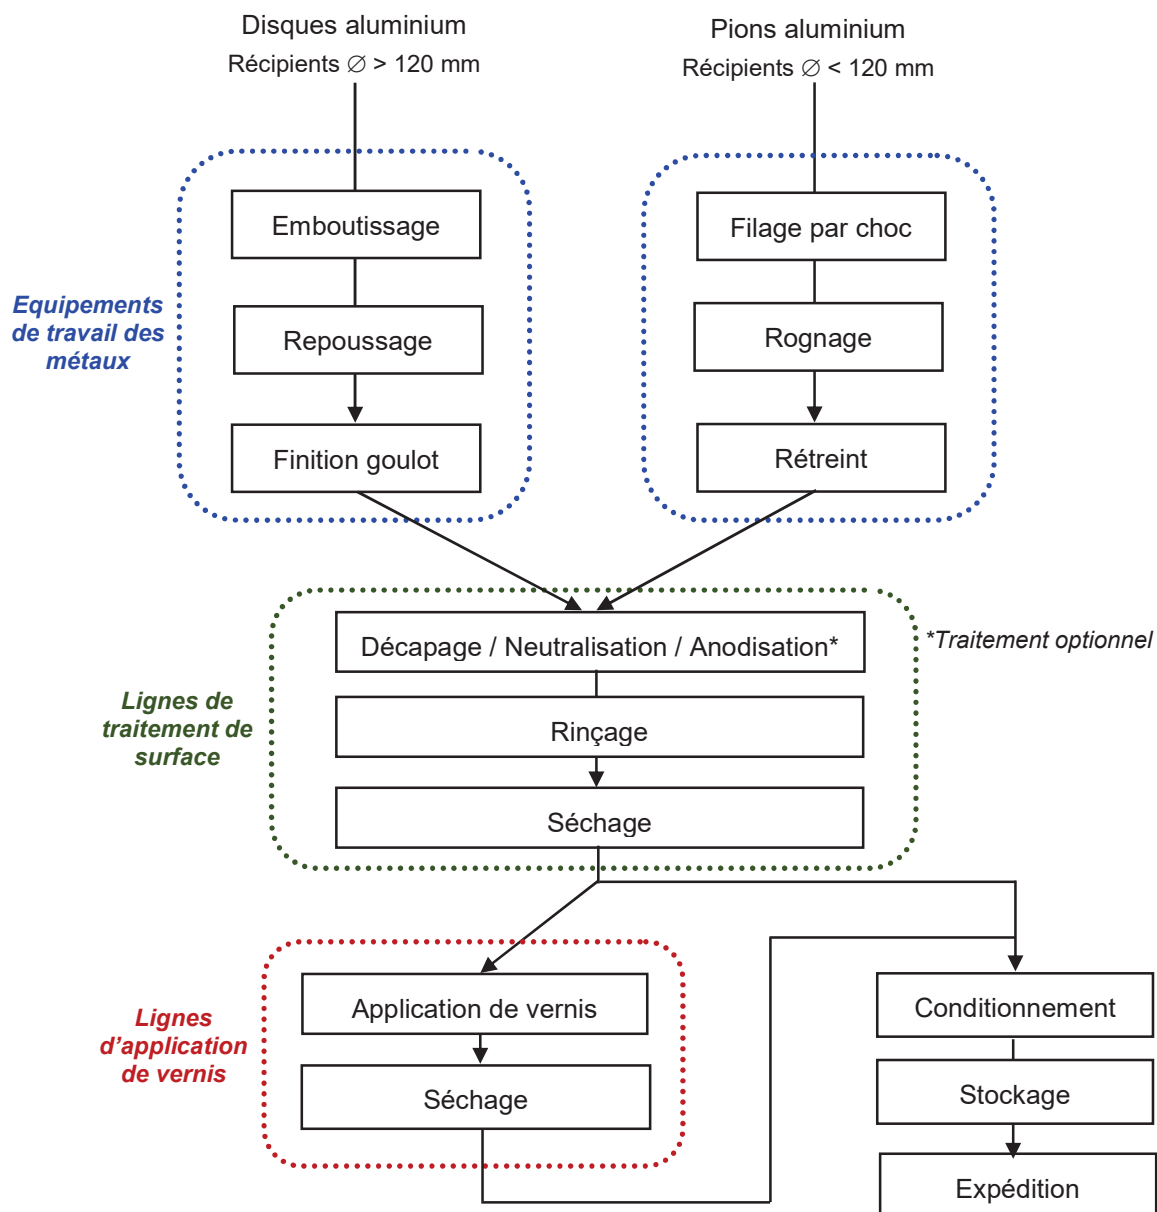 Disques aluminium
Récipients ∅ > 120 mm
Pions aluminium
Récipients ∅ < 120 mm
Equipements
de travail des
métaux
Emboutissage
Repoussage
Finition goulot
Filage par choc
Rognage
Rétreint
Lignes de
traitement de
surface
Décapage / Neutralisation / Anodisation*
*Traitement optionnel
Rinçage
Séchage
Lignes
d'application
de vernis
Application de vernis
Séchage
Conditionnement
Stockage
Expédition